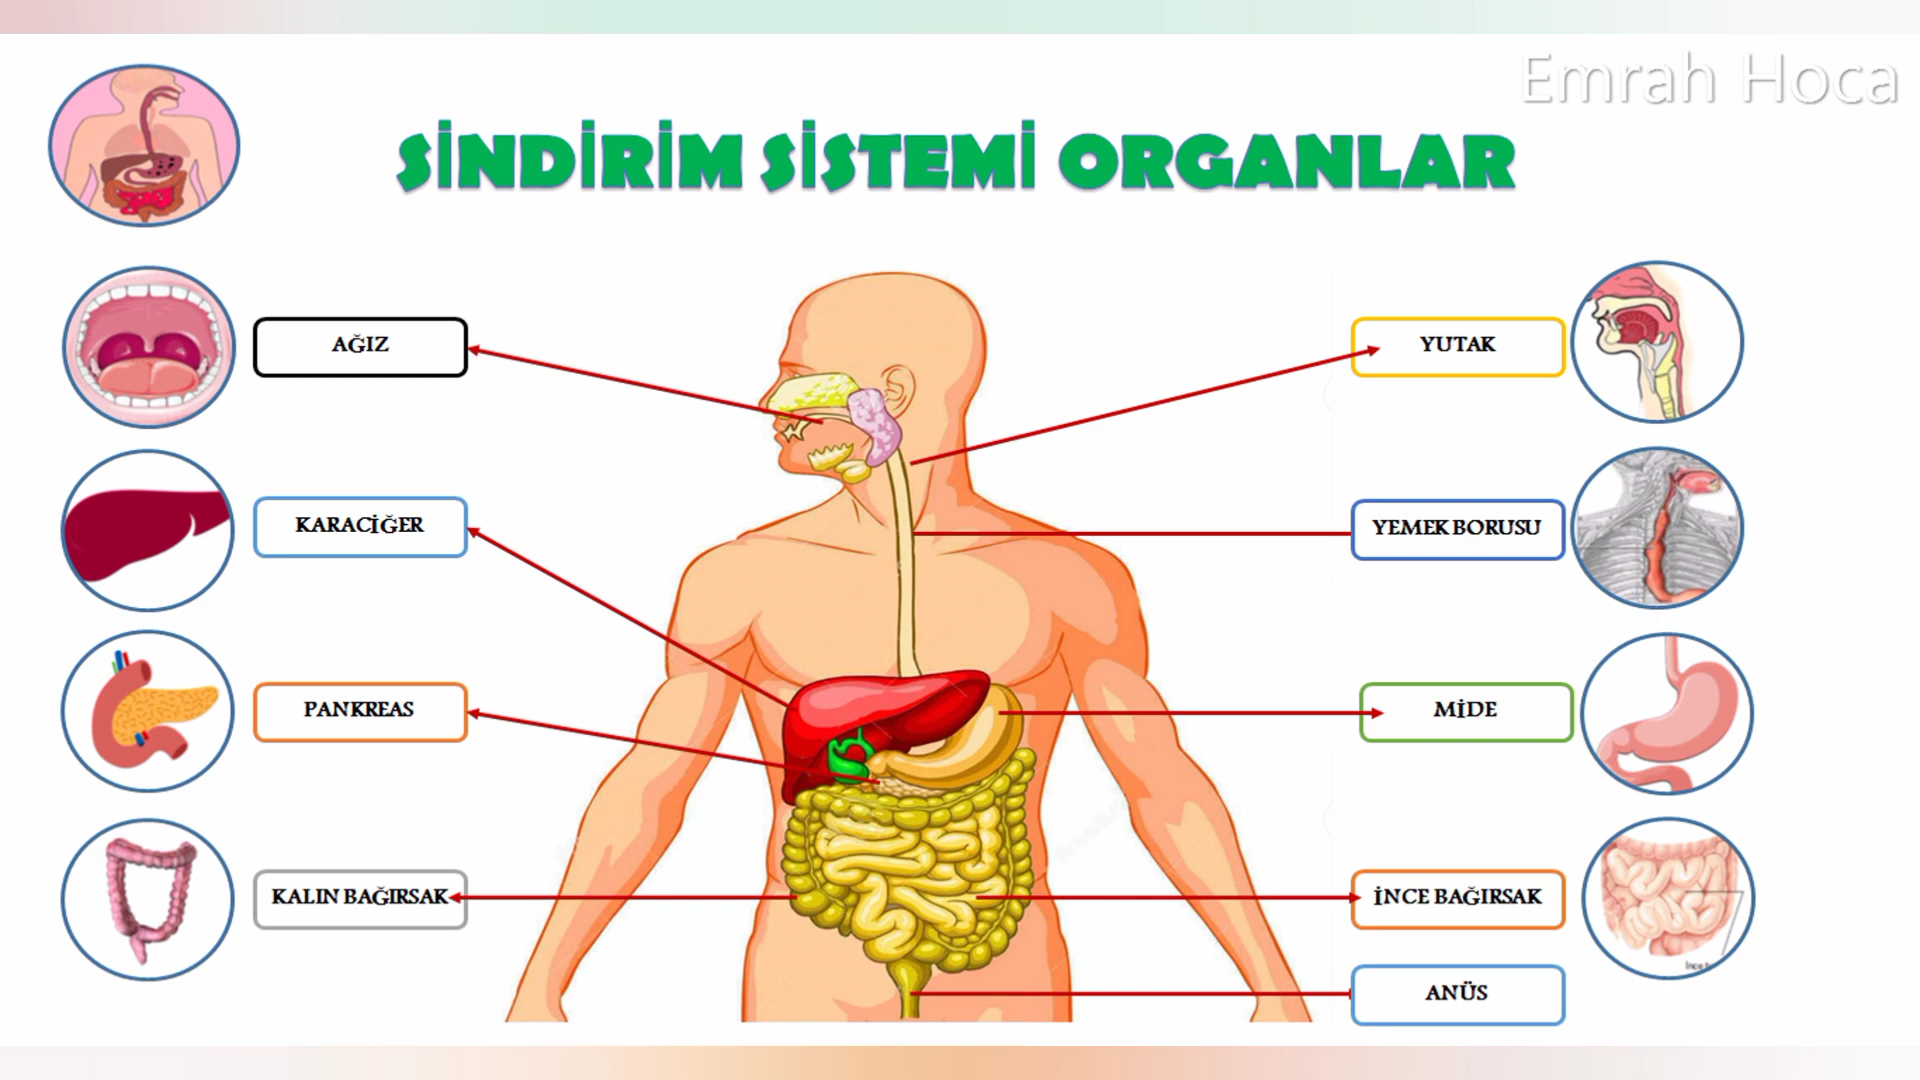 Emrah Hoca
SİNDİRİM SİSTEMİ ORGANLAR
AĞIZ
YUTAK
KARACİĞER
YEMEK BORUSU
PANKREAS
MİDE
KALIN BAĞIRSAK
İNCE BAĞIRSAK
ANÜS